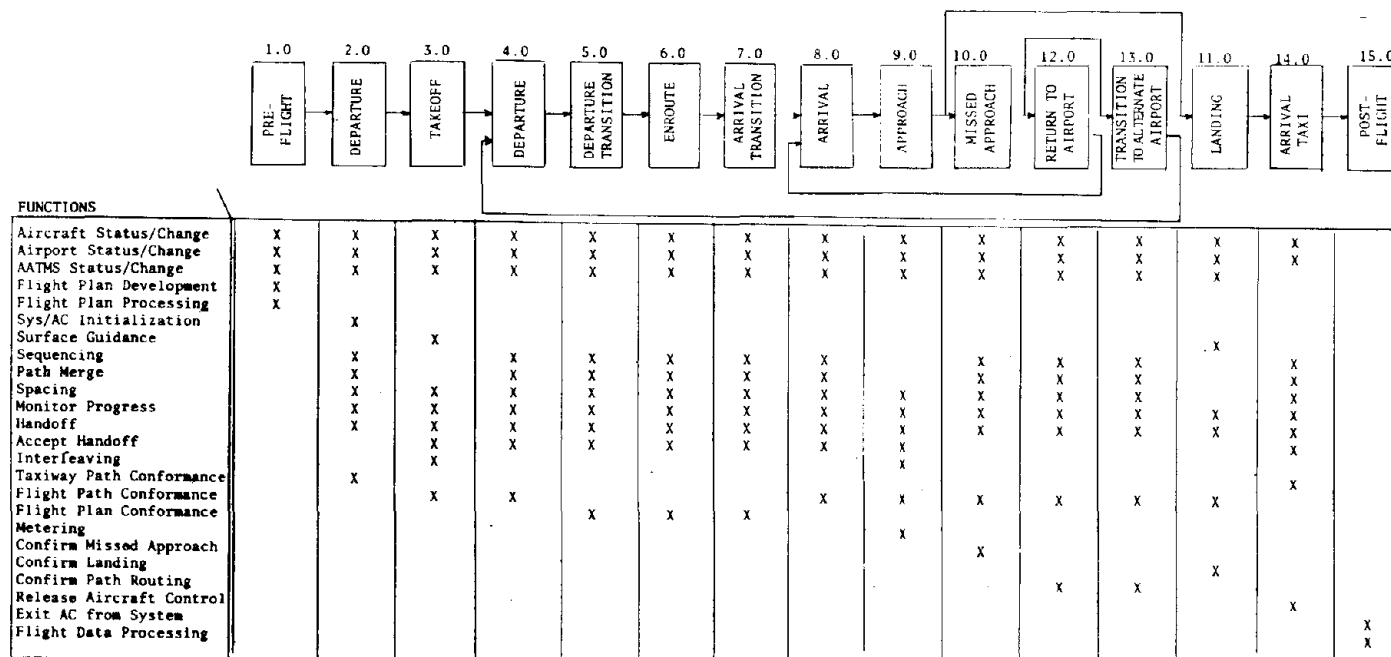 1.0 2.0 3.0 4.0 5.0 6.0 7.0 8.0 9.0 10.0 12.0 13.0 11.0 14.0 15.0
PRE-
FLIGHT
DEPARTURE
TAKEOFF
DEPARTURE
DEPARTURE
TRANSITION
ENROUTE
ARRIVAL
TRANSITION
ARRIVAL
APPROACH
MISSED
APPROACH
RETURN TO
AIRPORT
TRANSITION
TO ALTERNATE
AIRPORT
LANDING
ARRIVAL
TAXI
POST-
FLIGHT
FUNCTIONS
Aircraft Status/Change X X X X X X X X X X X X X X
Airport Status/Change X X X X X X X X X X X X X X
AATMS Status/Change X X X X X X X X X X X X X
Flight Plan Development X
Flight Plan Processing X
Sys/AC Initialization X
Surface Guidance X X
Sequencing X X X X X X X X X X
Path Merge X X X X X X X X X X
Spacing X X X X X X X X X X X X
Monitor Progress X X X X X X X X X X X X X
Handoff X X X X X X X X X X X X X
Accept Handoff X X X X X X X X
Interfeaving X X
Taxiway Path Conformance X X
Flight Path Conformance X X X X X X X X
Flight Plan Conformance X X X
Metering X
Confirm Missed Approach X
Confirm Landing X
Confirm Path Routing X X
Release Aircraft Control X
Exit AC from System X
Flight Data Processing X